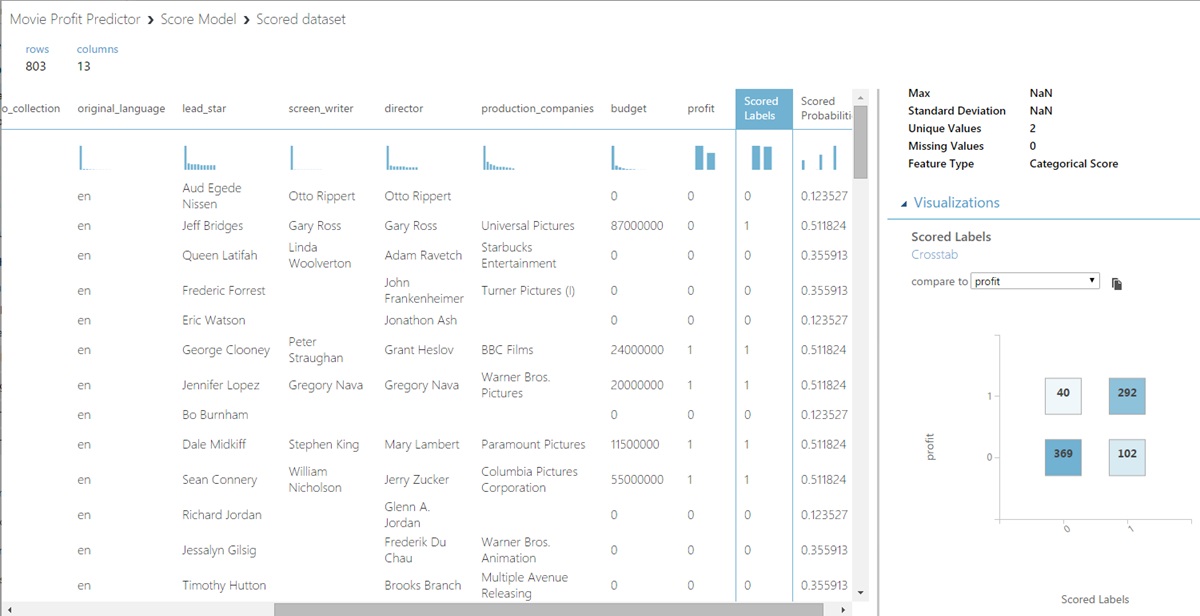 Movie Profit Predictor › Score Model › Scored dataset
rows columns
803 13
o_collection original_language lead_star screen_writer director production_companies budget profit Scored Labels Scored Probabiliti
en Aud Egede Nissen Otto Rippert Otto Rippert 0 0 0 0.123527
en Jeff Bridges Gary Ross Gary Ross Universal Pictures 87000000 0 1 0.511824
en Queen Latifah Linda Woolverton Adam Ravetch Starbucks Entertainment 0 0 0 0.355913
en Frederic Forrest John Frankenheimer Turner Pictures (I) 0 0 0 0.355913
en Eric Watson Jonathon Ash 0 0 0 0.123527
en George Clooney Peter Straughan Grant Heslov BBC Films 24000000 1 1 0.511824
en Jennifer Lopez Gregory Nava Gregory Nava Warner Bros. Pictures 20000000 1 1 0.511824
en Bo Burnham 0 0 0 0.123527
en Dale Midkiff Stephen King Mary Lambert Paramount Pictures 11500000 1 1 0.511824
en Sean Connery William Nicholson Jerry Zucker Columbia Pictures Corporation 55000000 1 1 0.511824
en Richard Jordan Glenn A. Jordan 0 0 0 0.123527
en Jessalyn Gilsig Frederik Du Chau Warner Bros. Animation 0 0 0 0.355913
en Timothy Hutton Brooks Branch Multiple Avenue Releasing 0 0 0 0.355913
Max NaN
Standard Deviation NaN
Unique Values 2
Missing Values 0
Feature Type Categorical Score
Visualizations
Scored Labels
Crosstab
compare to profit
1 40 292
profit
0 369 102
0 1
Scored Labels